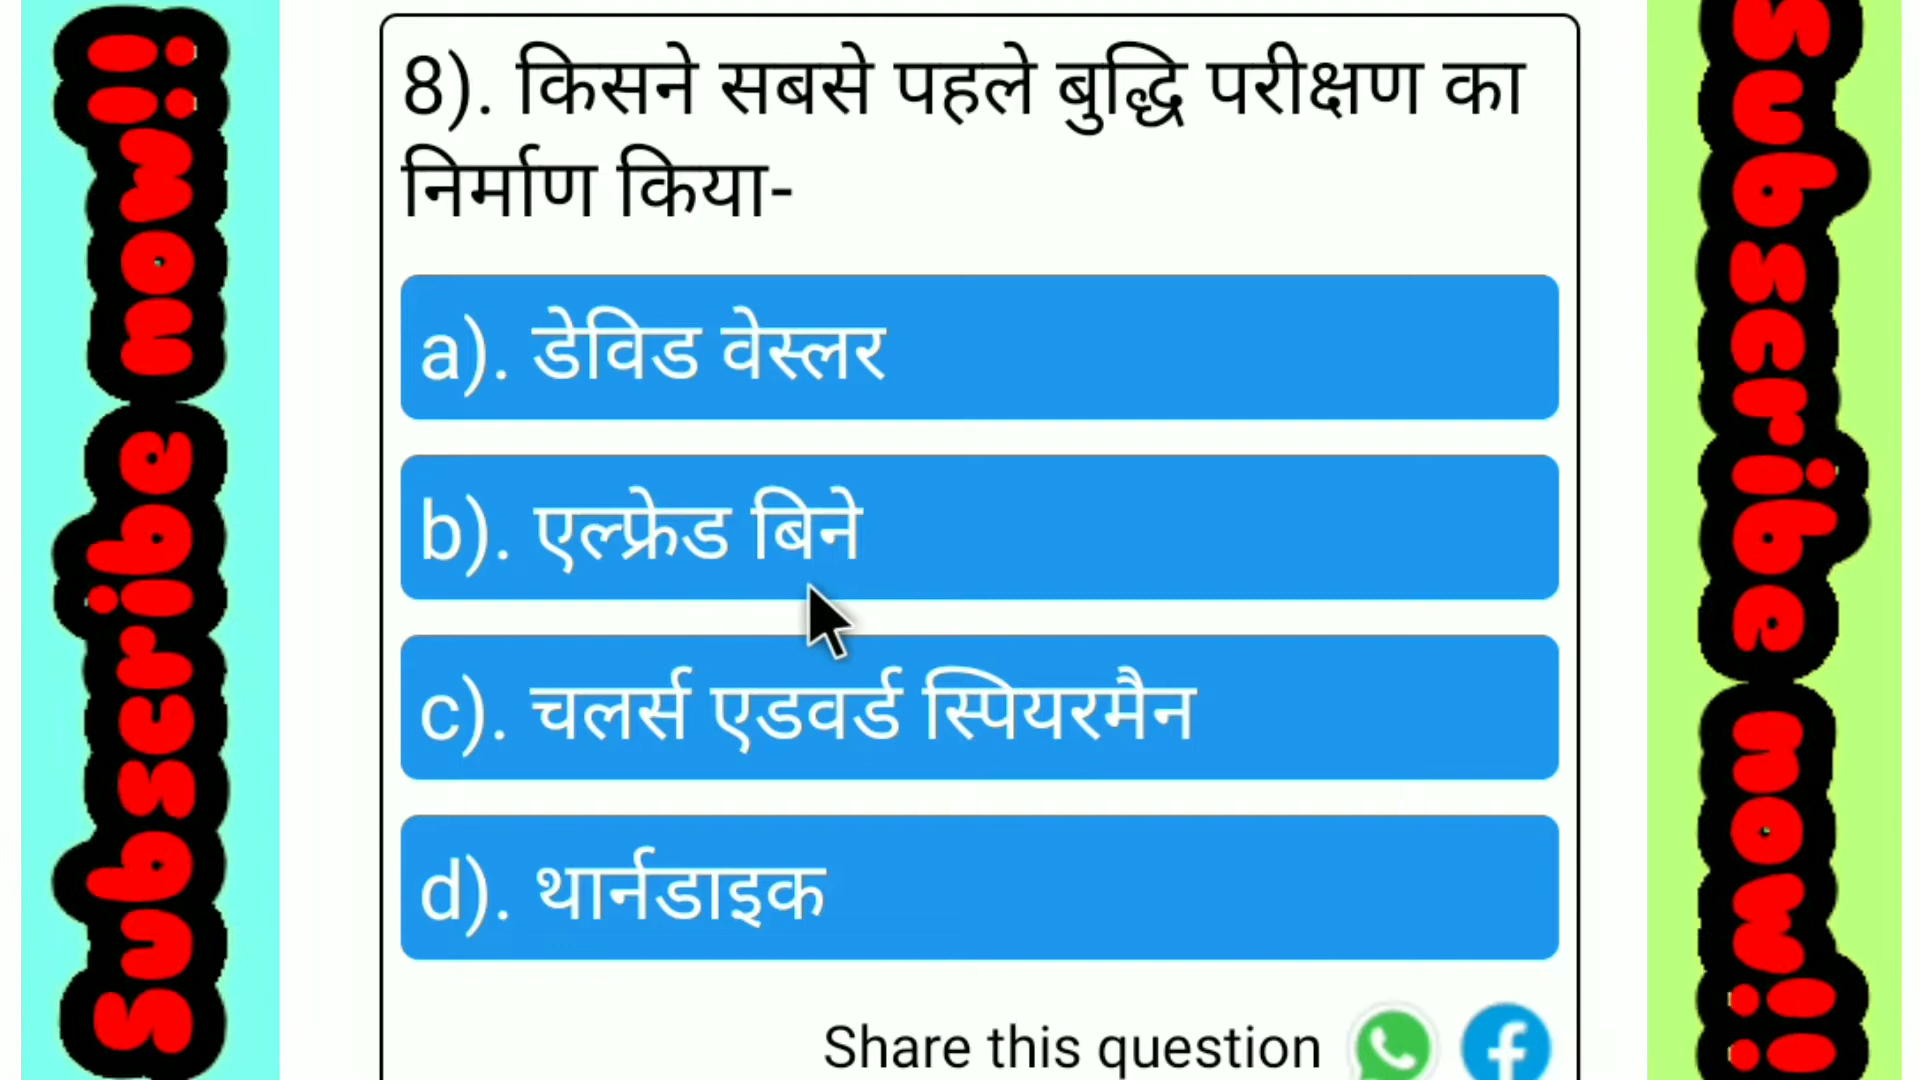 Subscribe now!!
8). किसने सबसे पहले बुद्धि परीक्षण का
निर्माण किया-
a). डेविड वेस्लर
b). एल्फ्रेड बिने
c). चलर्स एडवर्ड स्पियरमैन
d). थार्नडाइक
Share this question
Subscribe now!!